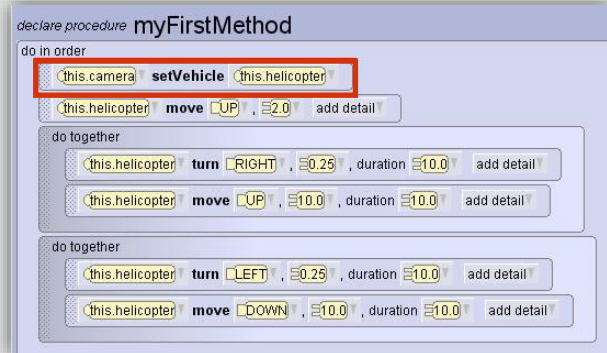 declare procedure myFirstMethod
do in order
this.camera setVehicle this.helicopter
this.helicopter move UP , 2.0 add detail
do together
this.helicopter turn RIGHT , 0.25 , duration 10.0 add detail
this.helicopter move UP , 10.0 , duration 10.0 add detail
do together
this.helicopter turn LEFT , 0.25 , duration 10.0 add detail
this.helicopter move DOWN , 10.0 , duration 10.0 add detail